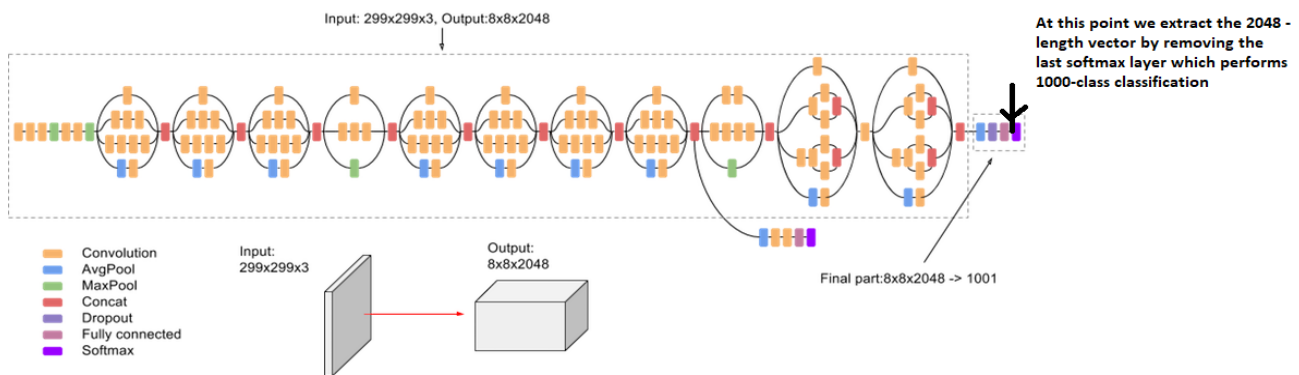 Input: 299x299x3, Output:8x8x2048
At this point we extract the 2048 -
length vector by removing the
last softmax layer which performs
1000-class classification
Convolution
AvgPool
MaxPool
Concat
Dropout
Fully connected
Softmax
Input:
299x299x3
Output:
8x8x2048
Final part:8x8x2048 -> 1001